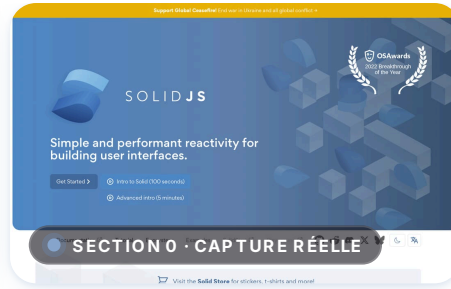 Support Global Ceasefire! End war in Ukraine and all global conflict
OSAwards
2022 Breakthrough
of the Year
SOLIDJS
Simple and performant reactivity for
building user interfaces.
Get Started
Intro to Solid (100 seconds)
Advanced intro (5 minutes)
SECTION 0 · CAPTURE RÉELLE
Visit the Solid Store for stickers, t-shirts and more!